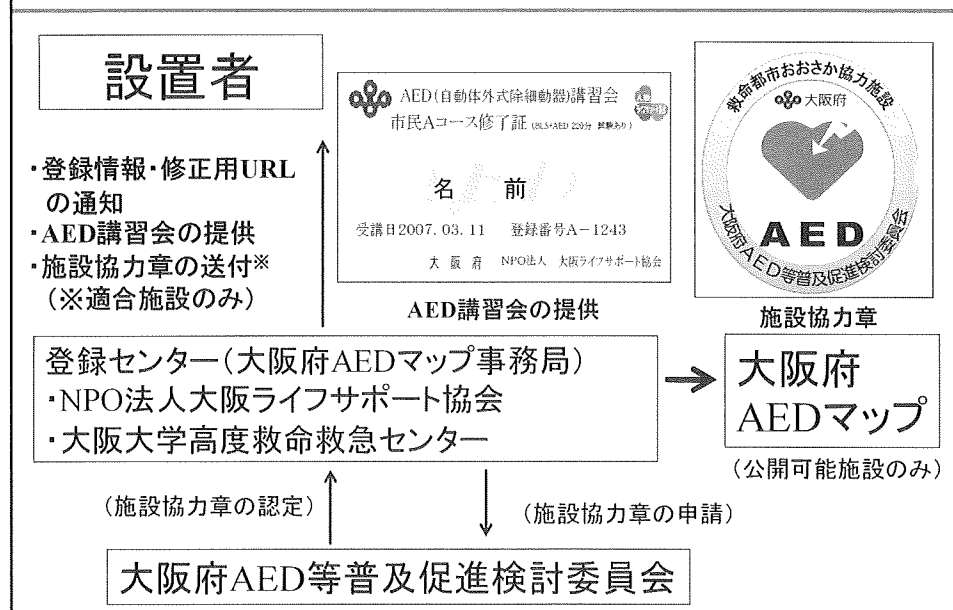 設置者
・登録情報・修正用URL
の通知
・AED講習会の提供
・施設協力章の送付※
(※適合施設のみ)
AED(自動体外式除細動器)講習会
市民Aコース修了証(BLS+AED 220分 試験あり)
名 前
受講日2007.03.11 登録番号A-1243
大阪府 NPO法人 大阪ライフサポート協会
AED講習会の提供
救命都市おおさか協力施設
大阪府
AED
大阪府AED等普及促進検討委員会
施設協力章
登録センター(大阪府AEDマップ事務局)
・NPO法人大阪ライフサポート協会
・大阪大学高度救命救急センター
大阪府
AEDマップ
(公開可能施設のみ)
(施設協力章の認定)
(施設協力章の申請)
大阪府AED等普及促進検討委員会